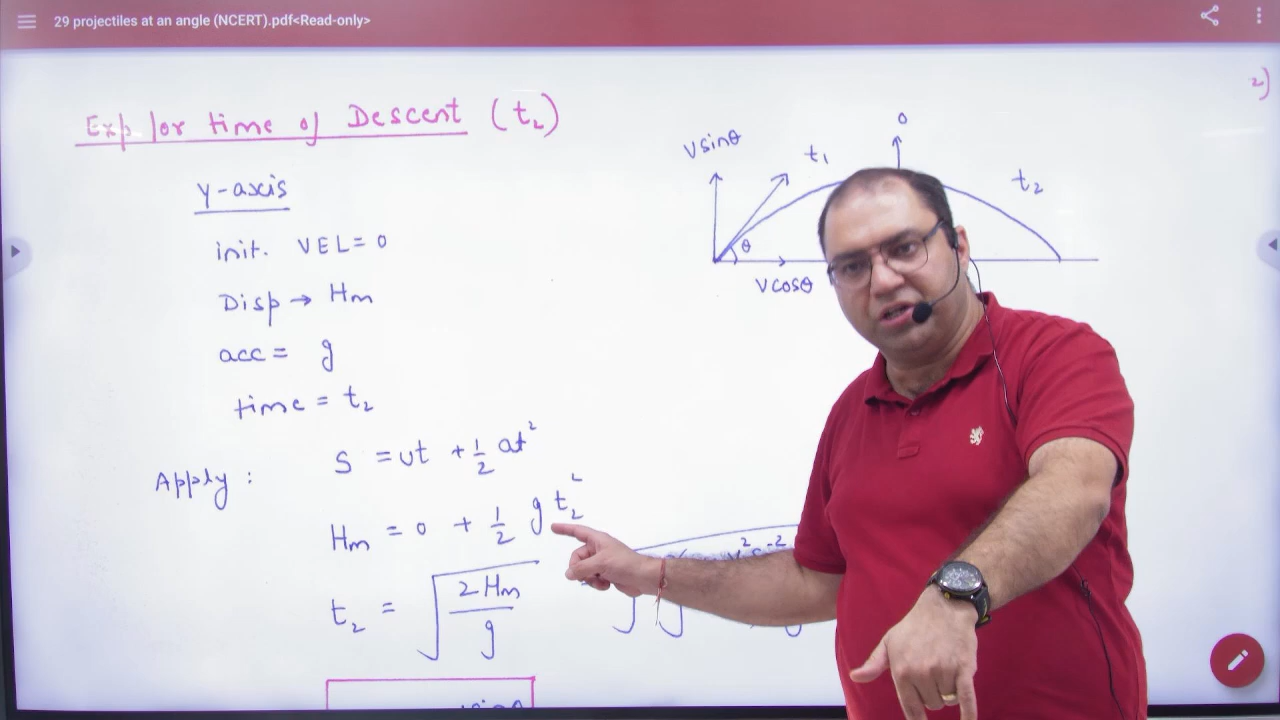 29 projectiles at an angle (NCERT).pdf<Read-only>
2)
Exp for time of Descent (t₂)
y-axis
init. VEL = 0
Disp → Hm
acc = g
time = t₂
Apply : S = ut + 1/2 at²
Hm = 0 + 1/2 g t₂²
t₂ = √(2Hm/g)
Vsinθ
t₁
0
t₂
θ
Vcosθ